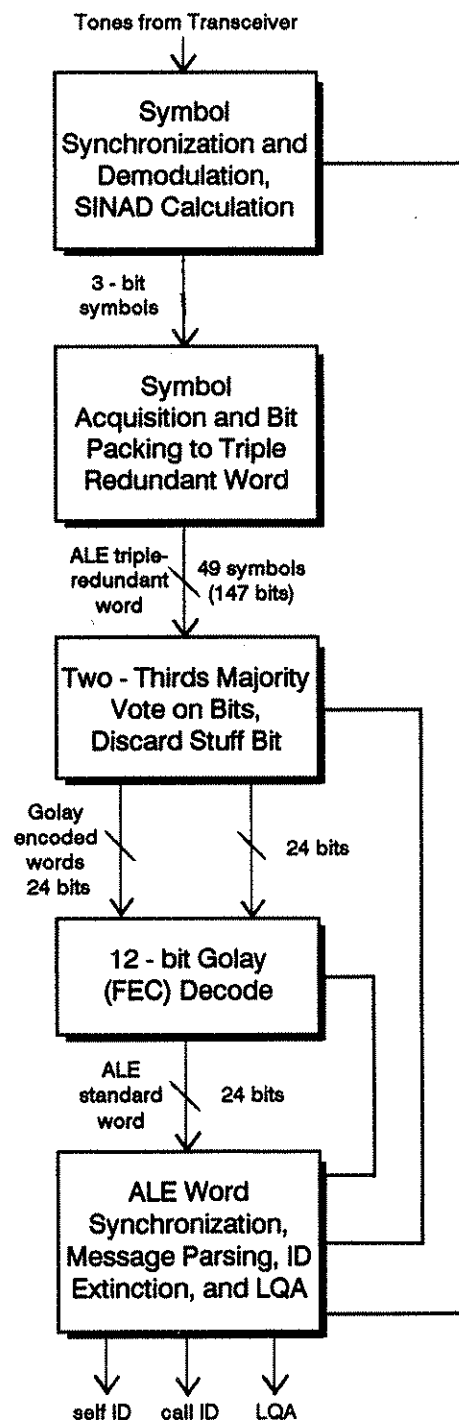 Tones from Transceiver
Symbol
Synchronization and
Demodulation,
SINAD Calculation
3 - bit
symbols
Symbol
Acquisition and Bit
Packing to Triple
Redundant Word
ALE triple-
redundant
word
49 symbols
(147 bits)
Two - Thirds Majority
Vote on Bits,
Discard Stuff Bit
Golay
encoded
words
24 bits
24 bits
12 - bit Golay
(FEC) Decode
ALE
standard
word
24 bits
ALE Word
Synchronization,
Message Parsing, ID
Extinction, and LQA
self ID
call ID
LQA